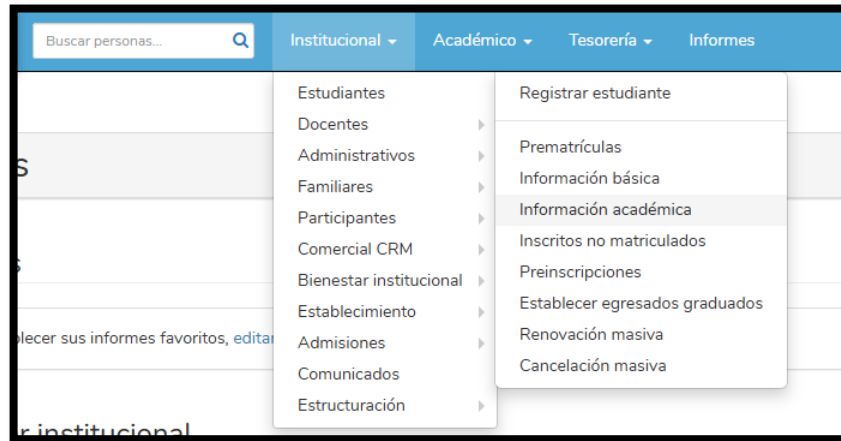 Buscar personas...
Institucional
Académico
Tesorería
Informes
Estudiantes
Docentes
Administrativos
Familiares
Participantes
Comercial CRM
Bienestar institucional
Establecimiento
Admisiones
Comunicados
Estructuración
Registrar estudiante
Prematrículas
Información básica
Información académica
Inscritos no matriculados
Preinscripciones
Establecer egresados graduados
Renovación masiva
Cancelación masiva
s
s
blecer sus informes favoritos, editar
r institucional